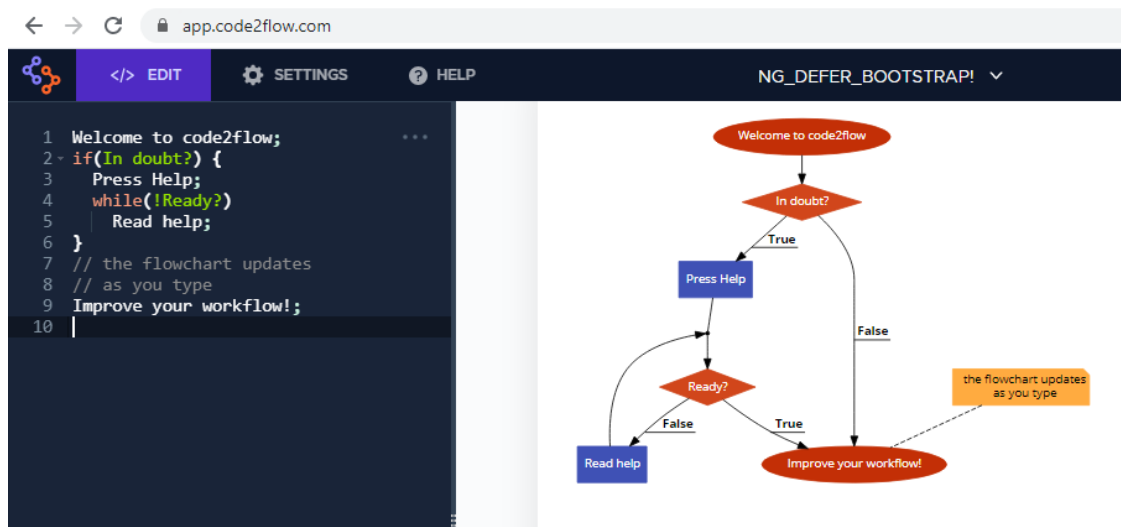 app.code2flow.com
</> EDIT
SETTINGS
? HELP
NG_DEFER_BOOTSTRAP!
1 Welcome to code2flow;
2 if(In doubt?) {
3 Press Help;
4 while(!Ready?)
5 Read help;
6 }
7 // the flowchart updates
8 // as you type
9 Improve your workflow!;
10
Welcome to code2flow
In doubt?
True
Press Help
False
Ready?
the flowchart updates
as you type
False
True
Read help
Improve your workflow!